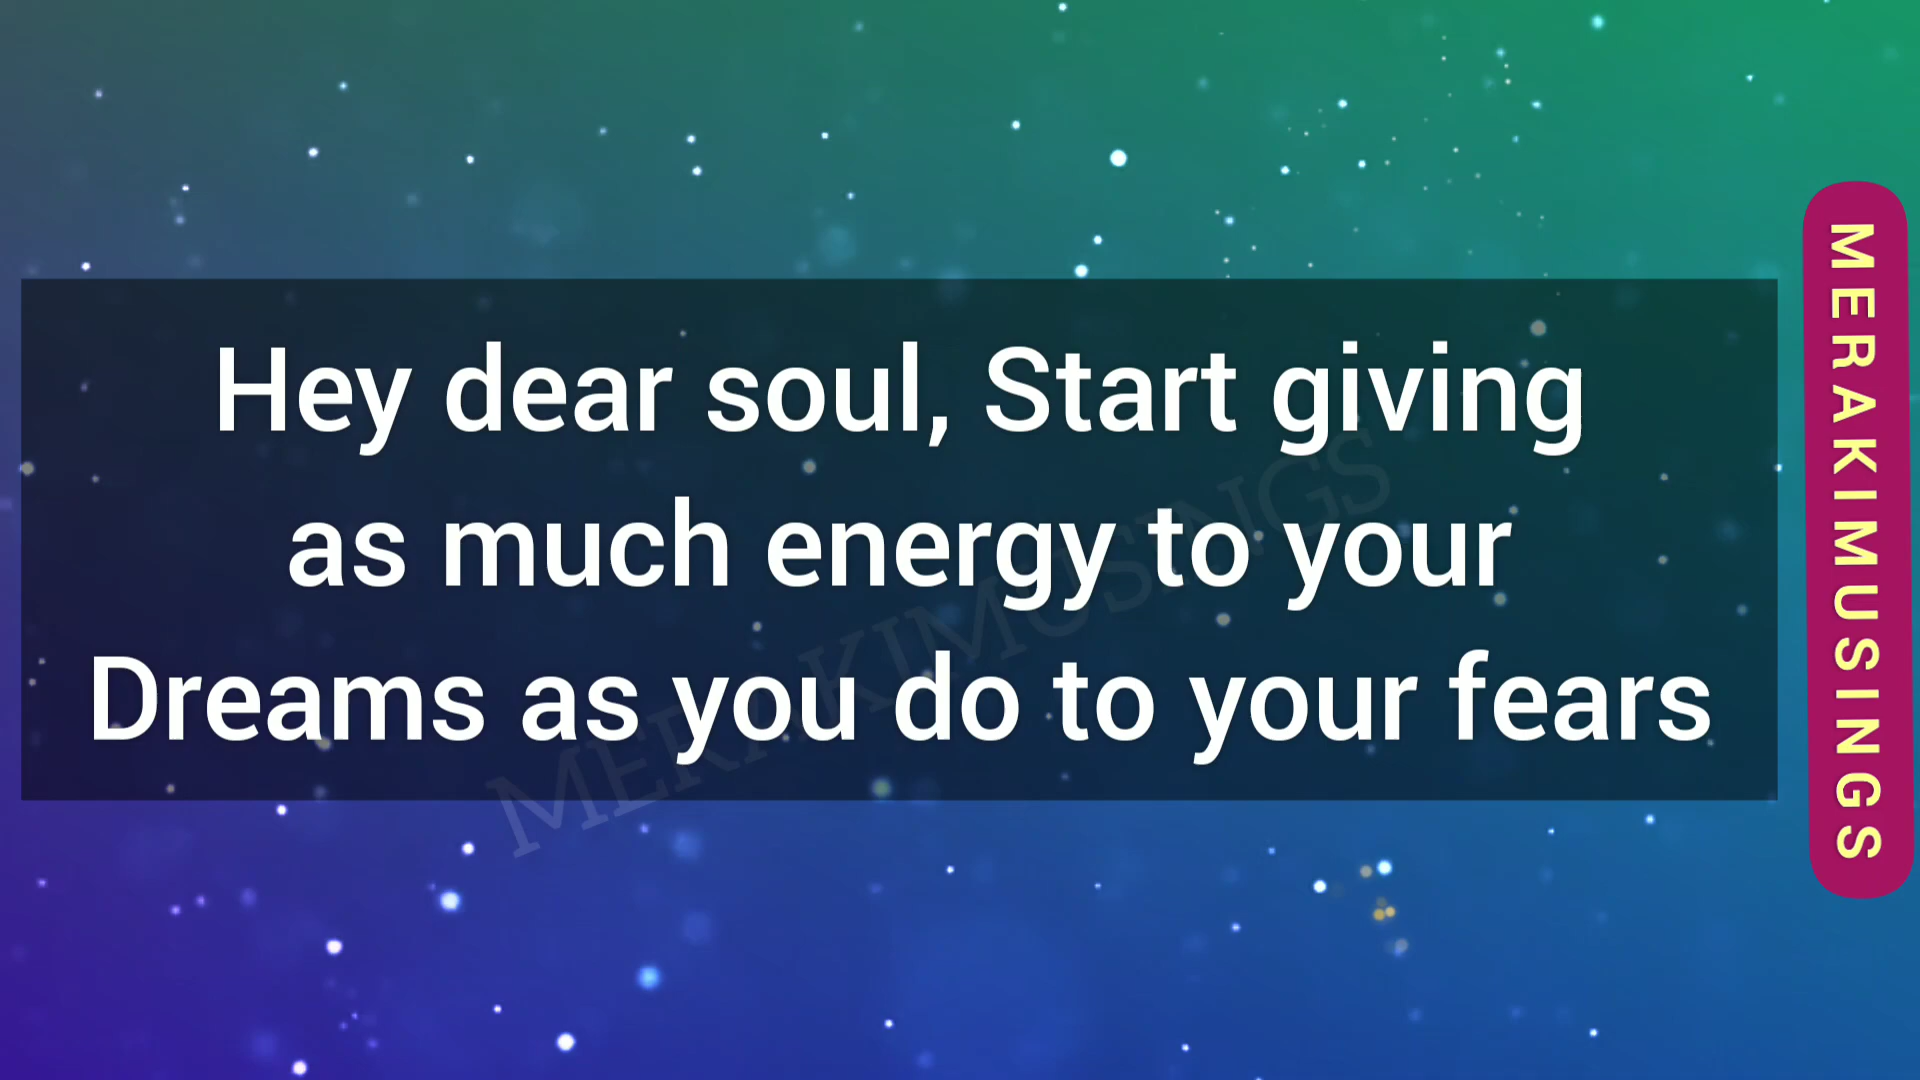 Hey dear soul, Start giving
as much energy to your
Dreams as you do to your fears
MERAKIMUSINGS
MERAKIMUSINGS